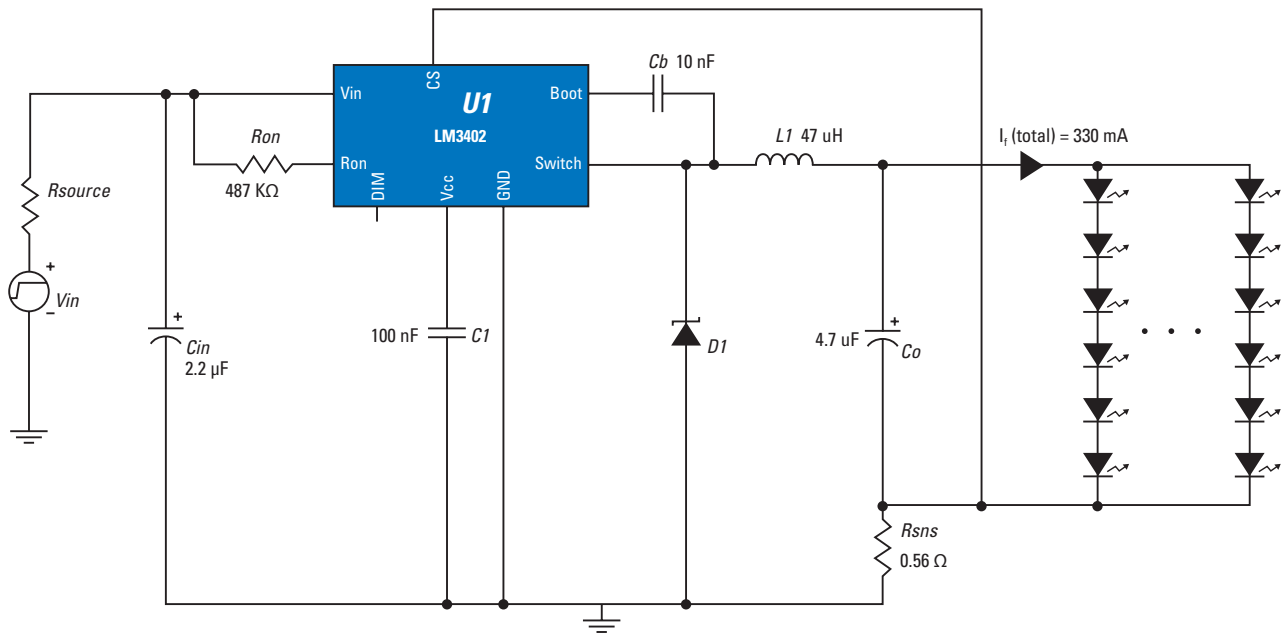 Cb 10 nF
Vin
CS
Boot
U1
LM3402
Ron
487 KΩ
Ron
Switch
DIM
Vcc
GND
L1 47 uH
If (total) = 330 mA
Rsource
+
Vin
–
+
Cin
2.2 µF
100 nF
C1
D1
+
4.7 uF
Co
. . .
Rsns
0.56 Ω